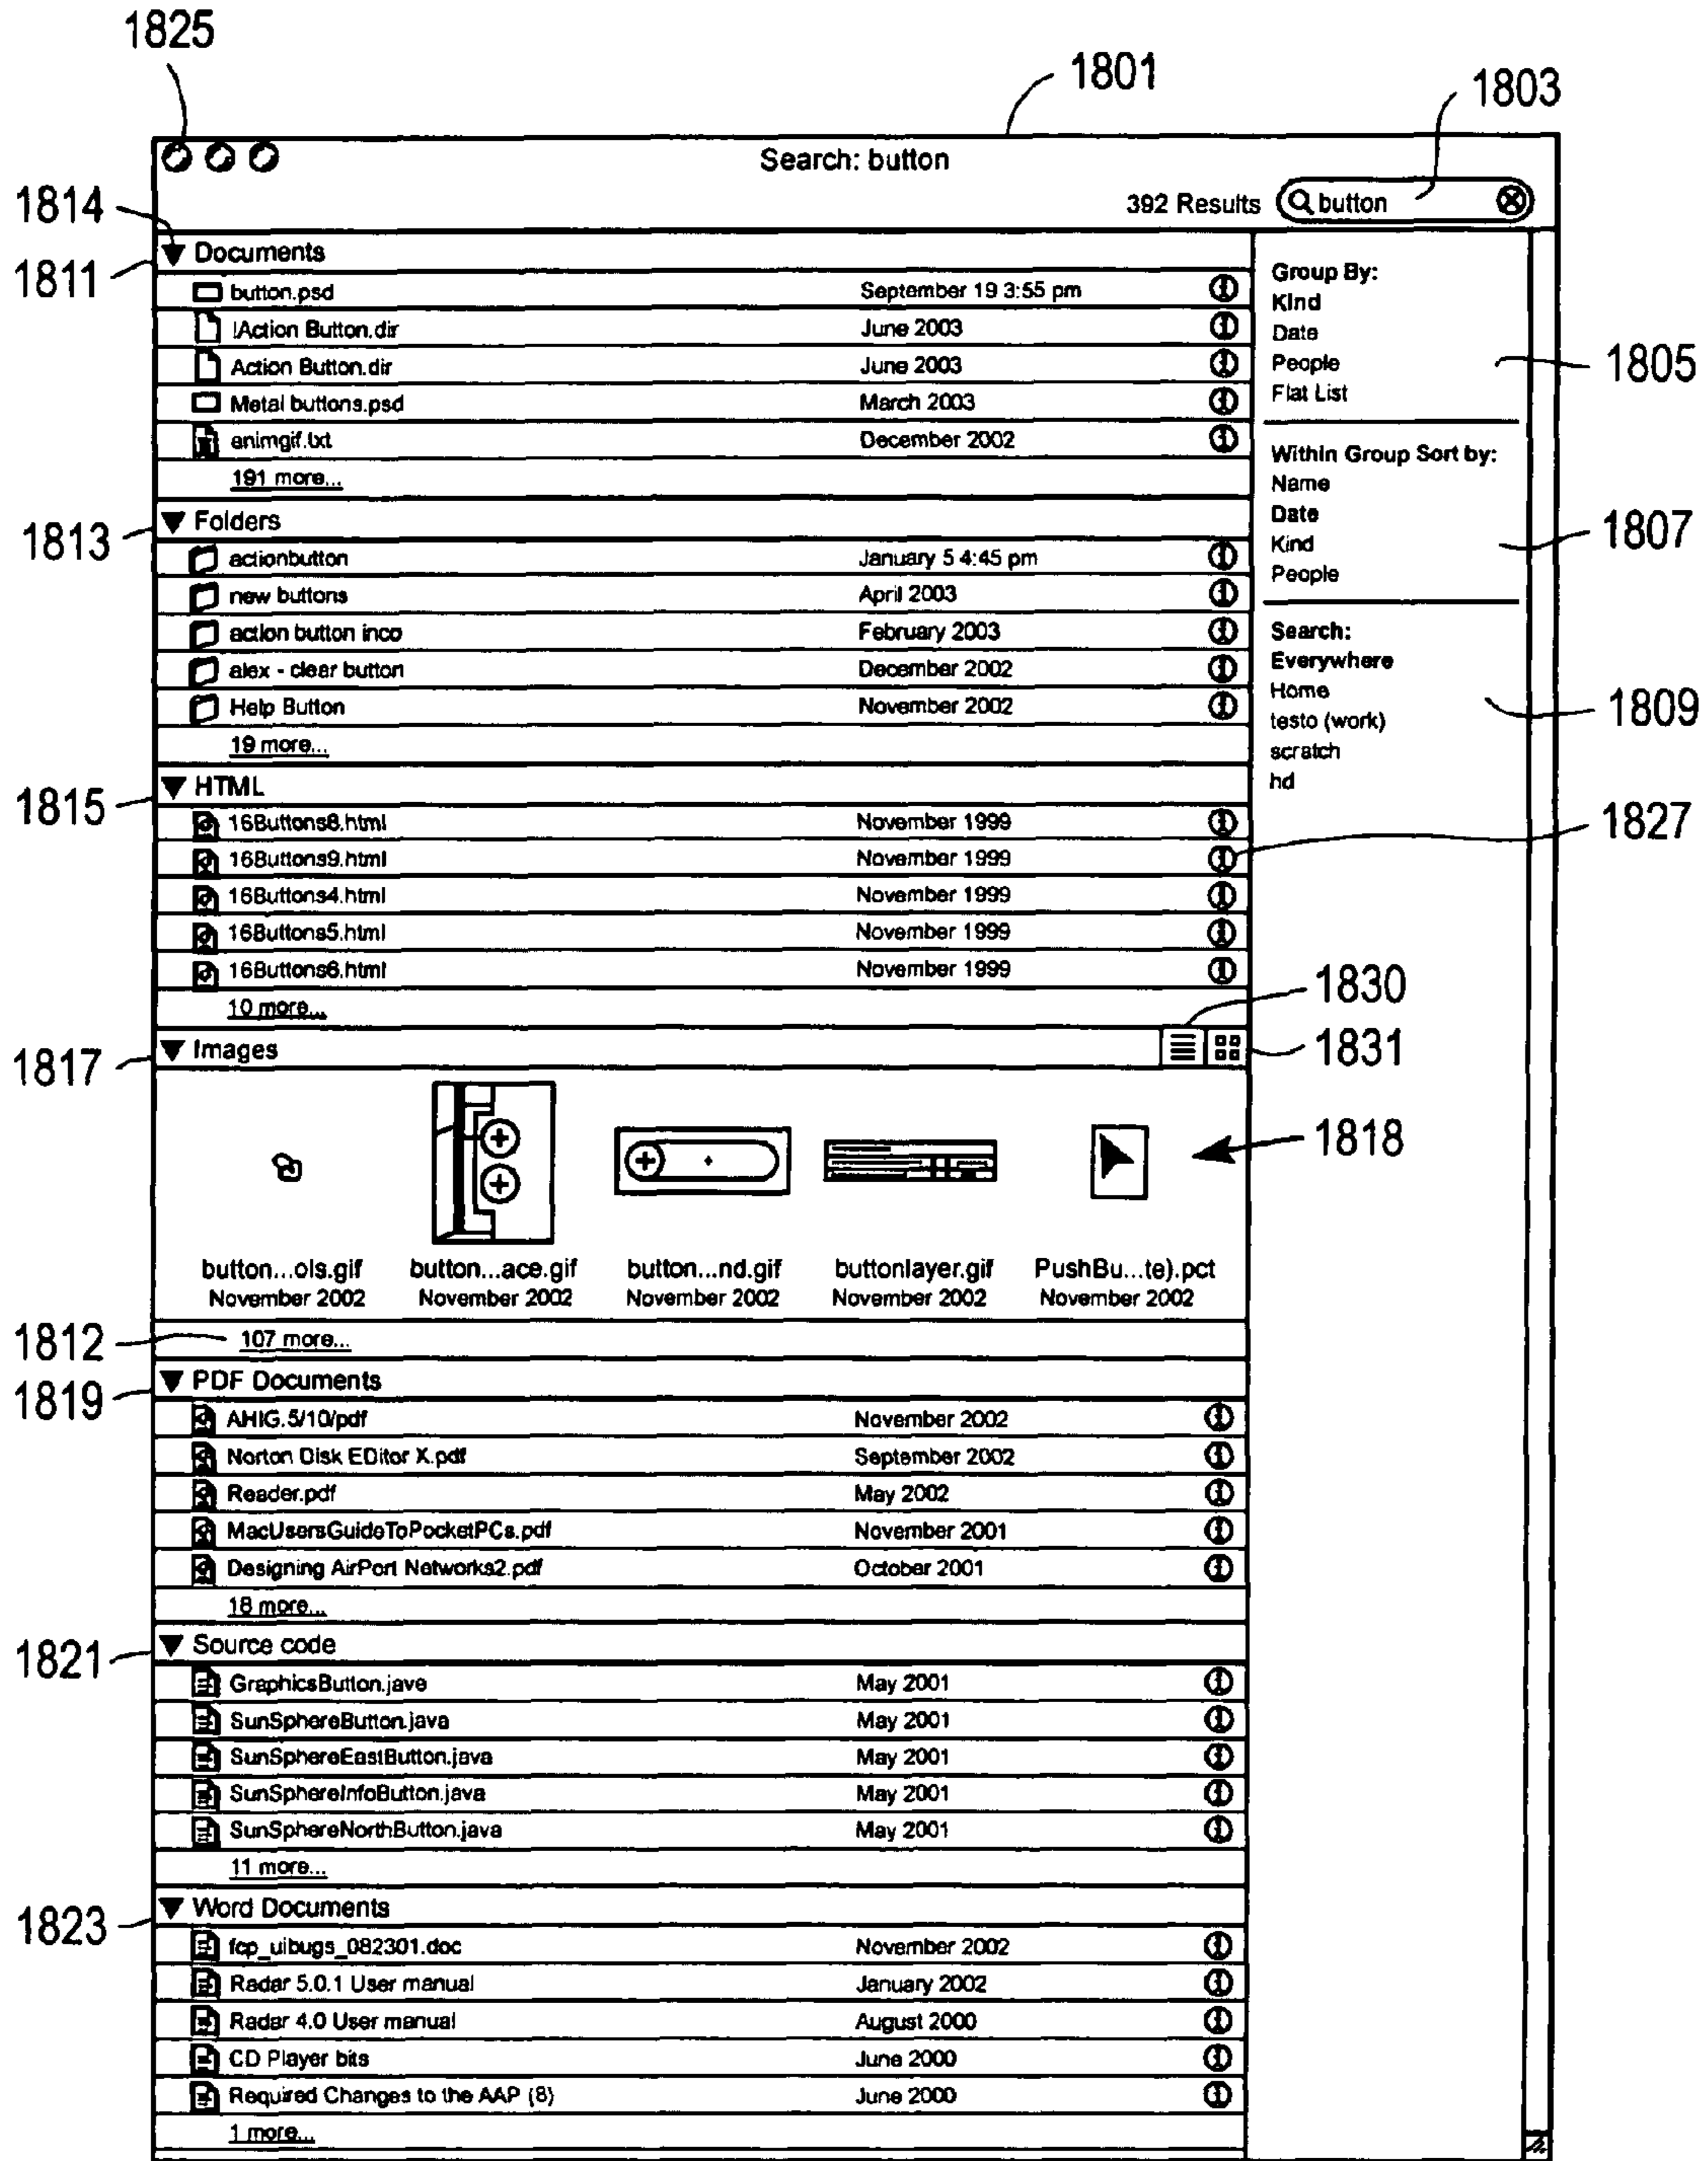 1825
1801
1803
Search: button
392 Results
button
1814
1811
Documents
button.psd September 19 3:55 pm
!Action Button.dir June 2003
Action Button.dir June 2003
Metal buttons.psd March 2003
animgif.txt December 2002
191 more...
1813
Folders
actionbutton January 5 4:45 pm
new buttons April 2003
action button inco February 2003
alex - clear button December 2002
Help Button November 2002
19 more...
1815
HTML
16Buttons8.html November 1999
16Buttons9.html November 1999
16Buttons4.html November 1999
16Buttons5.html November 1999
16Buttons6.html November 1999
10 more...
1817
Images
1830
1831
1818
button...ols.gif button...ace.gif button...nd.gif buttonlayer.gif PushBu...te).pct
November 2002 November 2002 November 2002 November 2002 November 2002
1812
107 more...
1819
PDF Documents
AHIG.5/10/pdf November 2002
Norton Disk EDitor X.pdf September 2002
Reader.pdf May 2002
MacUsersGuideToPocketPCs.pdf November 2001
Designing AirPort Networks2.pdf October 2001
18 more...
1821
Source code
GraphicsButton.jave May 2001
SunSphereButton.java May 2001
SunSphereEastButton.java May 2001
SunSphereInfoButton.java May 2001
SunSphereNorthButton.java May 2001
11 more...
1823
Word Documents
fcp_uibugs_082301.doc November 2002
Radar 5.0.1 User manual January 2002
Radar 4.0 User manual August 2000
CD Player bits June 2000
Required Changes to the AAP (8) June 2000
1 more...
Group By:
Kind
Date
People
Flat List
1805
Within Group Sort by:
Name
Date
Kind
People
1807
Search:
Everywhere
Home
testo (work)
scratch
hd
1809
1827